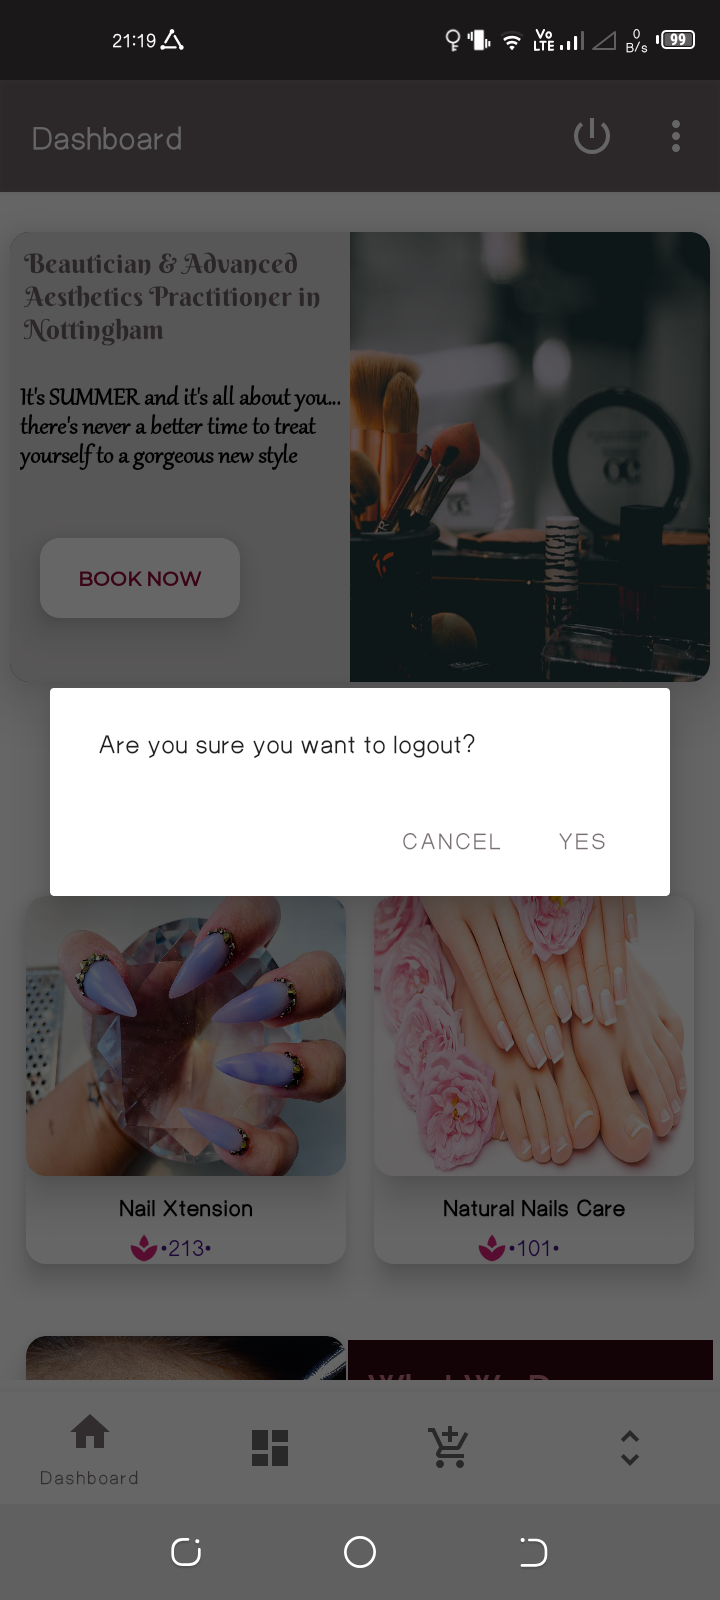 21:19
Vo
LTE
0
B/s
99
Dashboard
Beautician & Advanced
Aesthetics Practitioner in
Nottingham
It's SUMMER and it's all about you...
there's never a better time to treat
yourself to a gorgeous new style
BOOK NOW
Are you sure you want to logout?
CANCEL YES
Nail Xtension
•213•
Natural Nails Care
•101•
Dashboard